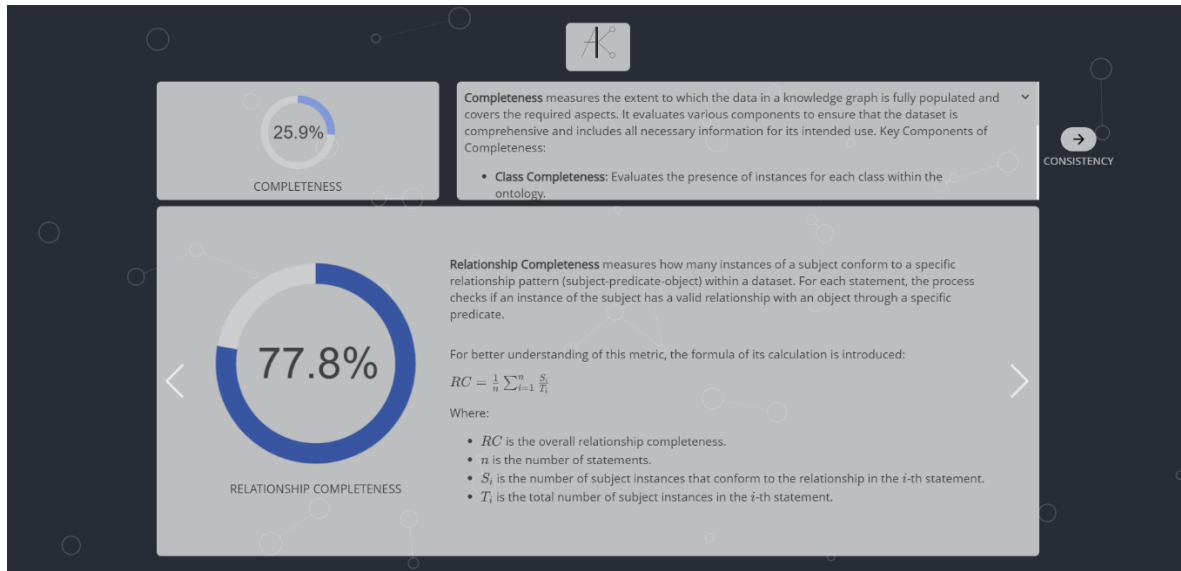 AK
25.9%
COMPLETENESS
Completeness measures the extent to which the data in a knowledge graph is fully populated and
covers the required aspects. It evaluates various components to ensure that the dataset is
comprehensive and includes all necessary information for its intended use. Key Components of
Completeness:
• Class Completeness: Evaluates the presence of instances for each class within the
ontology.
CONSISTENCY
77.8%
RELATIONSHIP COMPLETENESS
Relationship Completeness measures how many instances of a subject conform to a specific
relationship pattern (subject-predicate-object) within a dataset. For each statement, the process
checks if an instance of the subject has a valid relationship with an object through a specific
predicate.
For better understanding of this metric, the formula of its calculation is introduced:
RC = \frac{1}{n} \sum_{i=1}^{n} \frac{S_i}{T_i}
Where:
• RC is the overall relationship completeness.
• n is the number of statements.
• S_i is the number of subject instances that conform to the relationship in the i-th statement.
• T_i is the total number of subject instances in the i-th statement.